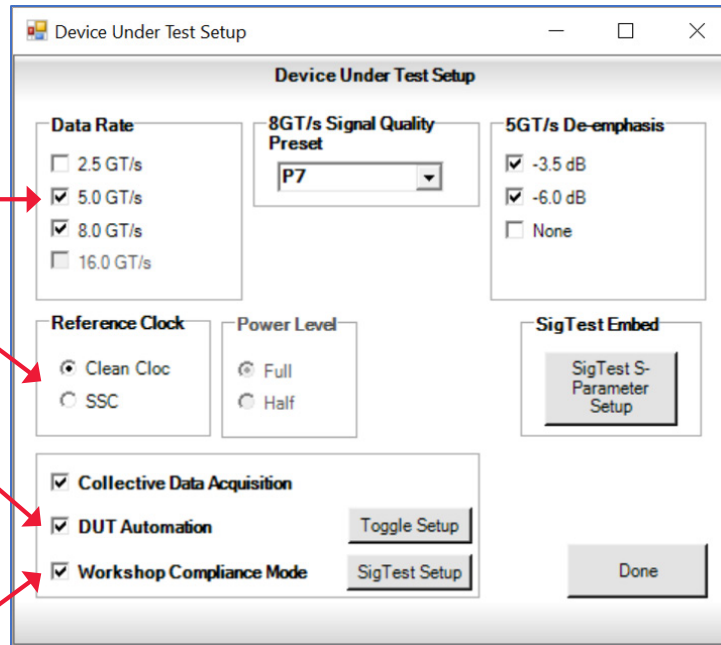 Device Under Test Setup
Device Under Test Setup
Data Rate
2.5 GT/s
5.0 GT/s
8.0 GT/s
16.0 GT/s
8GT/s Signal Quality
Preset
P7
5GT/s De-emphasis
-3.5 dB
-6.0 dB
None
Reference Clock
Clean Cloc
SSC
Power Level
Full
Half
SigTest Embed
SigTest S-
Parameter
Setup
Collective Data Acquisition
DUT Automation
Toggle Setup
Workshop Compliance Mode
SigTest Setup
Done